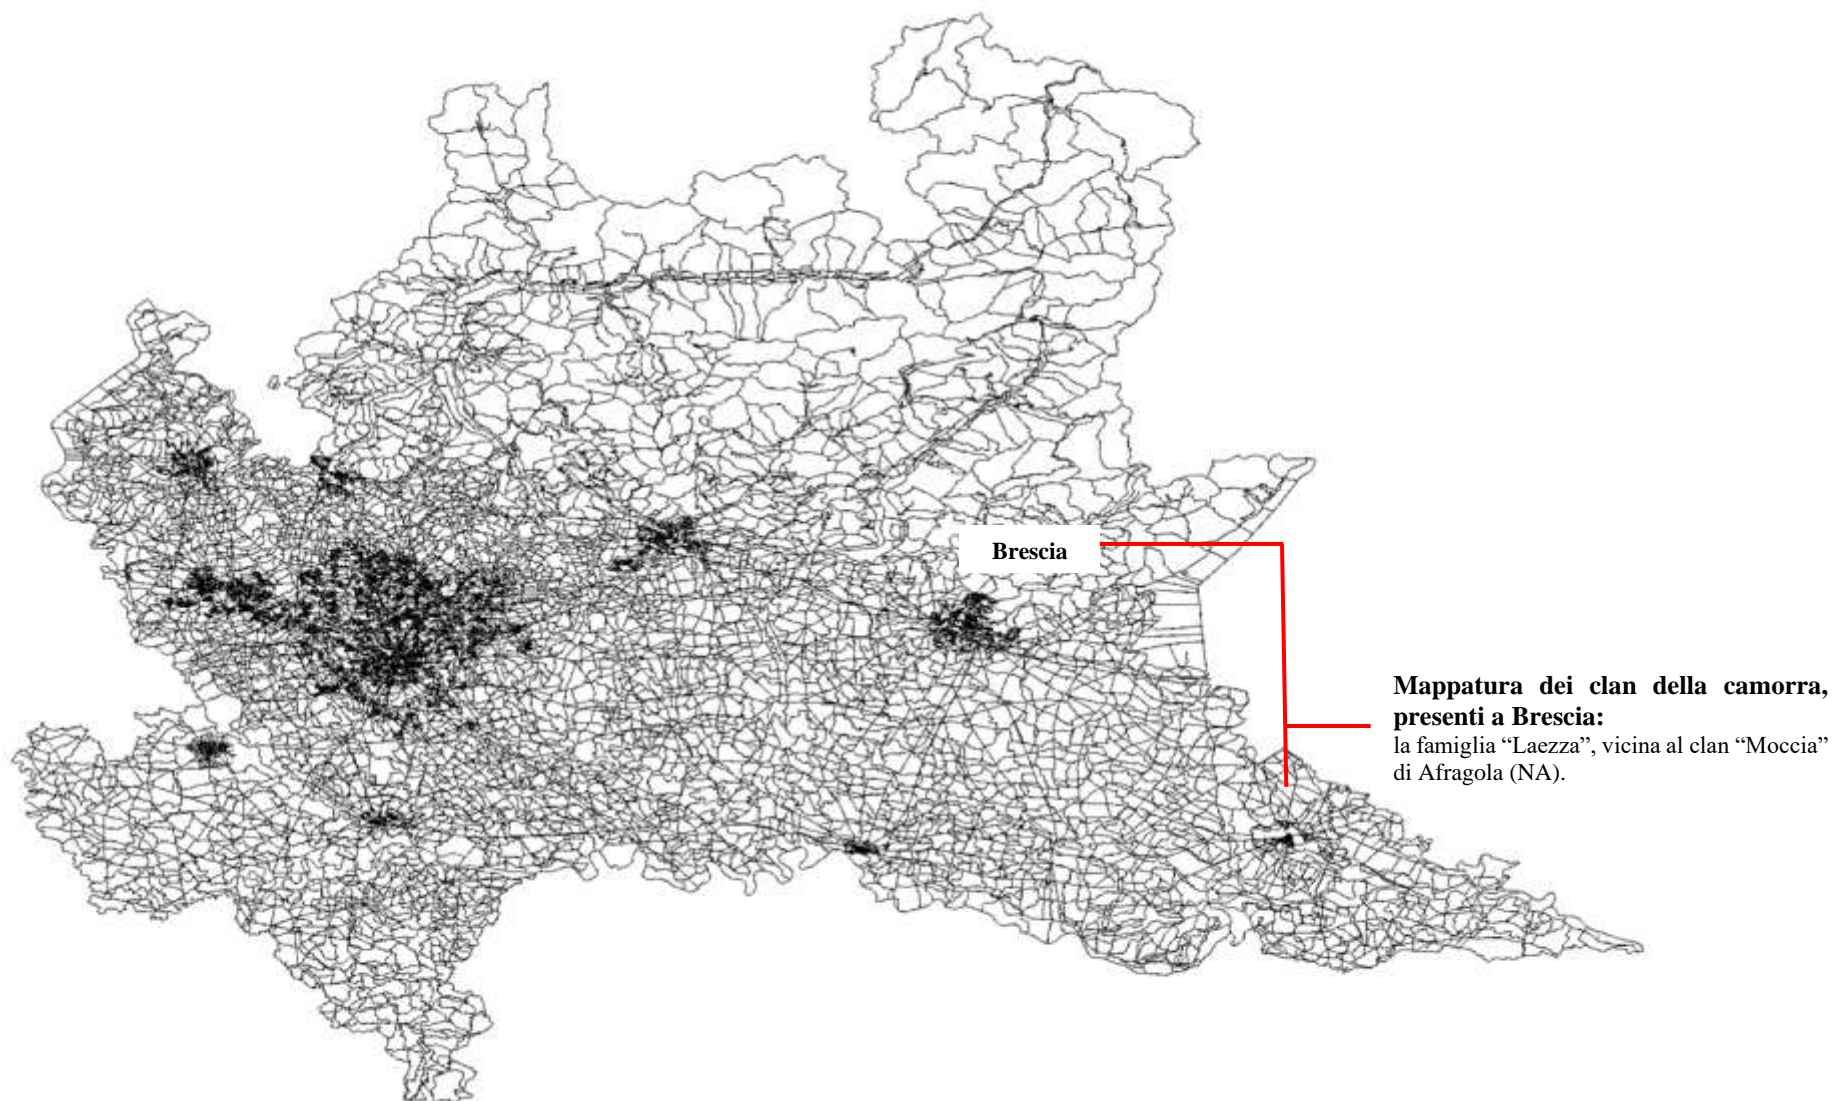 Brescia
Mappatura dei clan della camorra,
presenti a Brescia:
la famiglia “Laezza”, vicina al clan “Moccia”
di Afragola (NA).